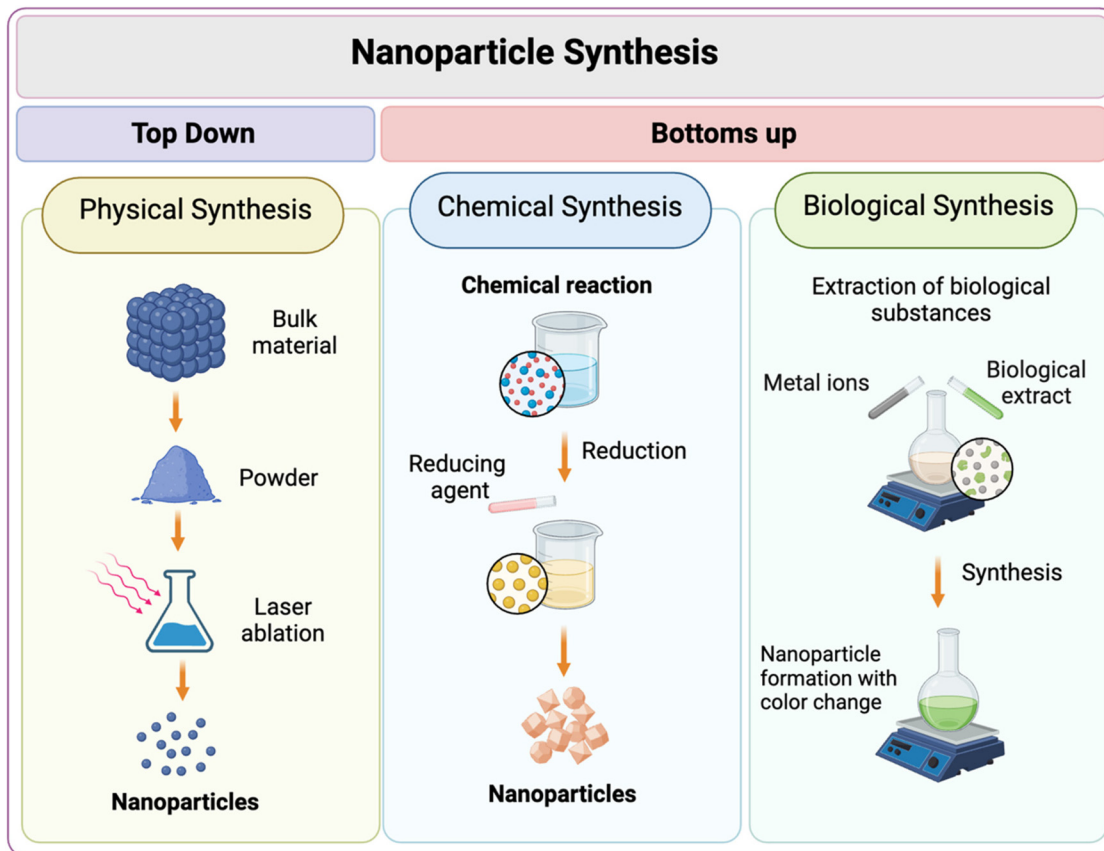 Nanoparticle Synthesis
Top Down
Bottoms up
Physical Synthesis
Bulk
material
Powder
Laser
ablation
Nanoparticles
Chemical Synthesis
Chemical reaction
Reduction
Reducing
agent
Nanoparticles
Biological Synthesis
Extraction of biological
substances
Metal ions
Biological
extract
Synthesis
Nanoparticle
formation with
color change